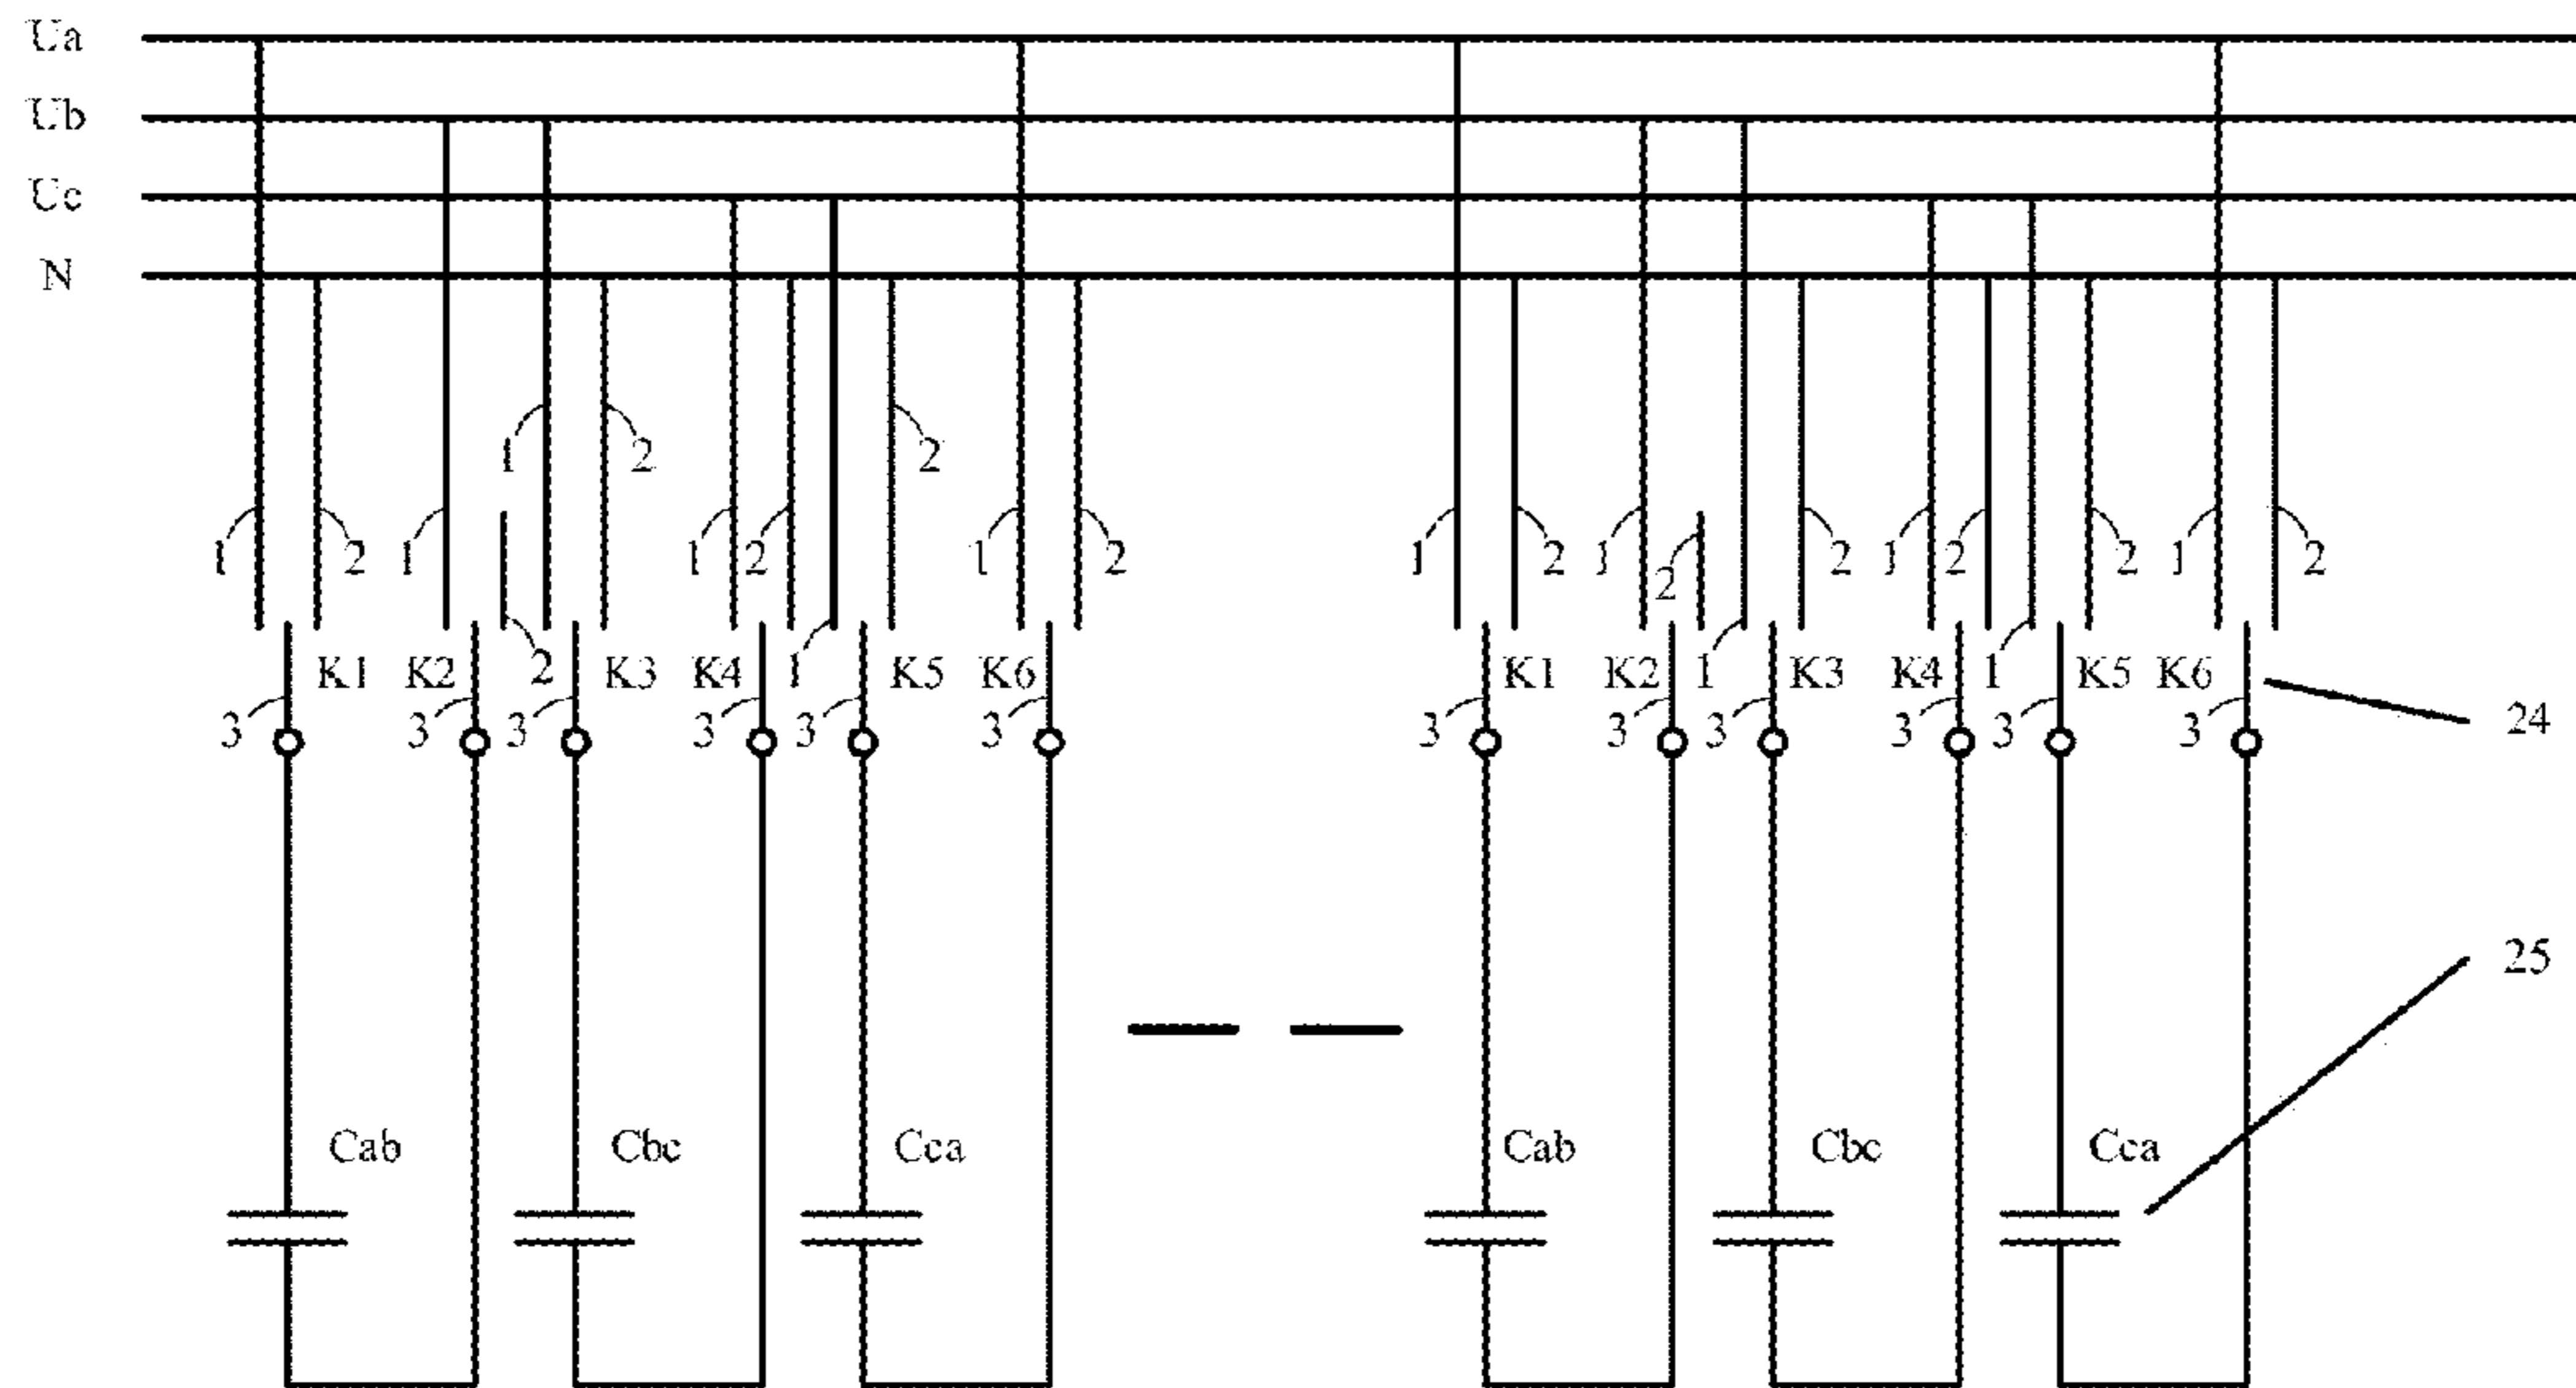 Ua
Ub
Uc
N
1 2
1 2 1 2 1 2 2 1 2 1 2 1 2 1 2 2 1 2
2 2
K1 K2 2 K3 K4 1 K5 K6 K1 K2 1 K3 K4 1 K5 K6
3 3 3 3 3 3 3 3 3 3 3 3 24
25
Cab Cbc Cca Cab Cbc Cca